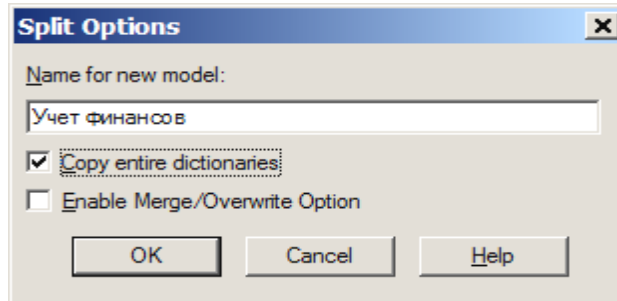 Split Options
Name for new model:
Учет финансов
Copy entire dictionaries
Enable Merge/Overwrite Option
OK Cancel Help